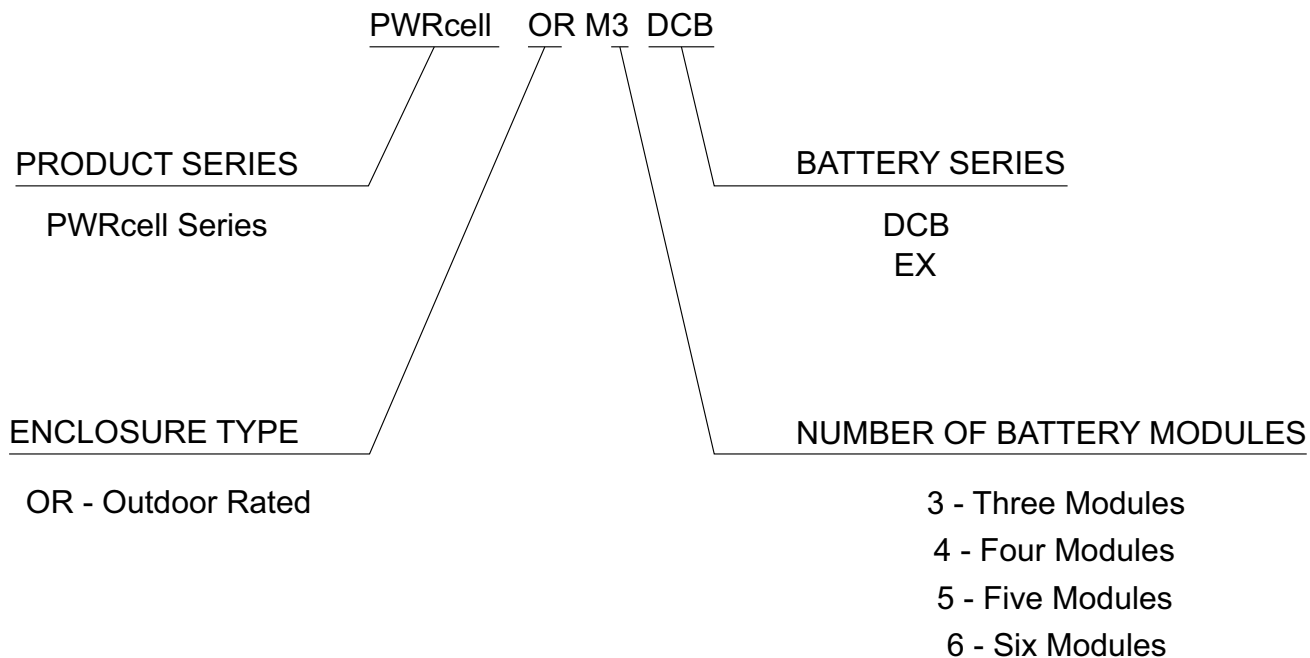 PWRcell OR M3 DCB
PRODUCT SERIES
PWRcell Series
BATTERY SERIES
DCB
EX
ENCLOSURE TYPE
OR - Outdoor Rated
NUMBER OF BATTERY MODULES
3 - Three Modules
4 - Four Modules
5 - Five Modules
6 - Six Modules